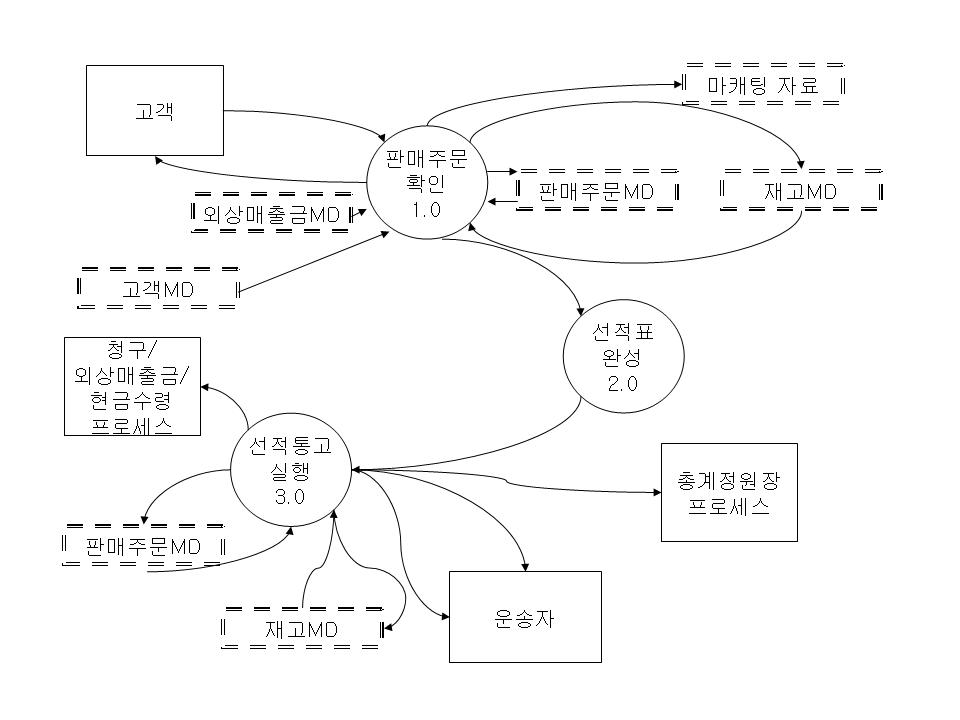 고객
마캐팅 자료
판매주문
확인
1.0
외상매출금MD
판매주문MD
재고MD
고객MD
선적표
완성
2.0
청구/
외상매출금/
현금수령
프로세스
선적통고
실행
3.0
총계정원장
프로세스
판매주문MD
재고MD
운송자